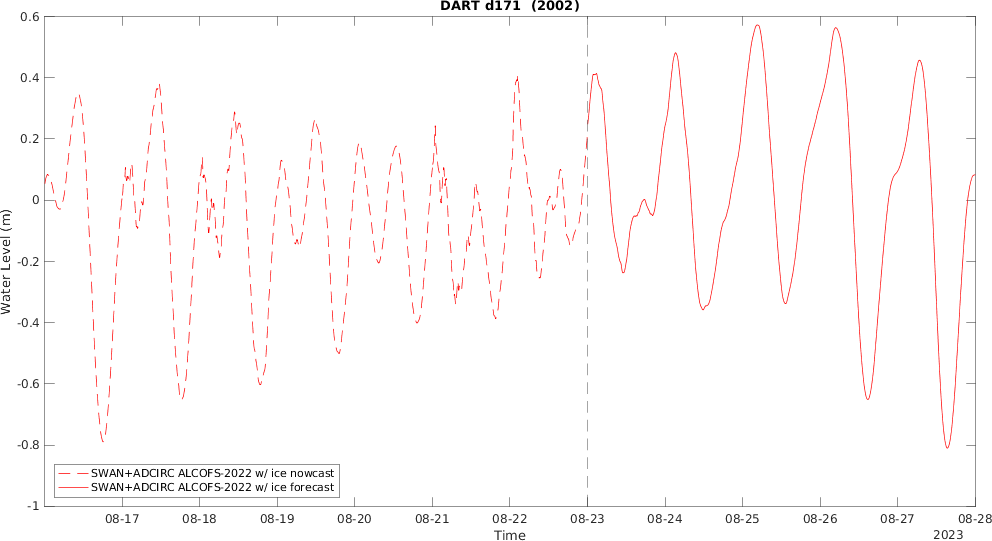 DART d171 (2002)
0.6
0.4
0.2
0
-0.2
-0.4
-0.6
-0.8
-1
Water Level (m)
SWAN+ADCIRC ALCOFS-2022 w/ ice nowcast
SWAN+ADCIRC ALCOFS-2022 w/ ice forecast
08-17 08-18 08-19 08-20 08-21 08-22 08-23 08-24 08-25 08-26 08-27 08-28
Time
2023